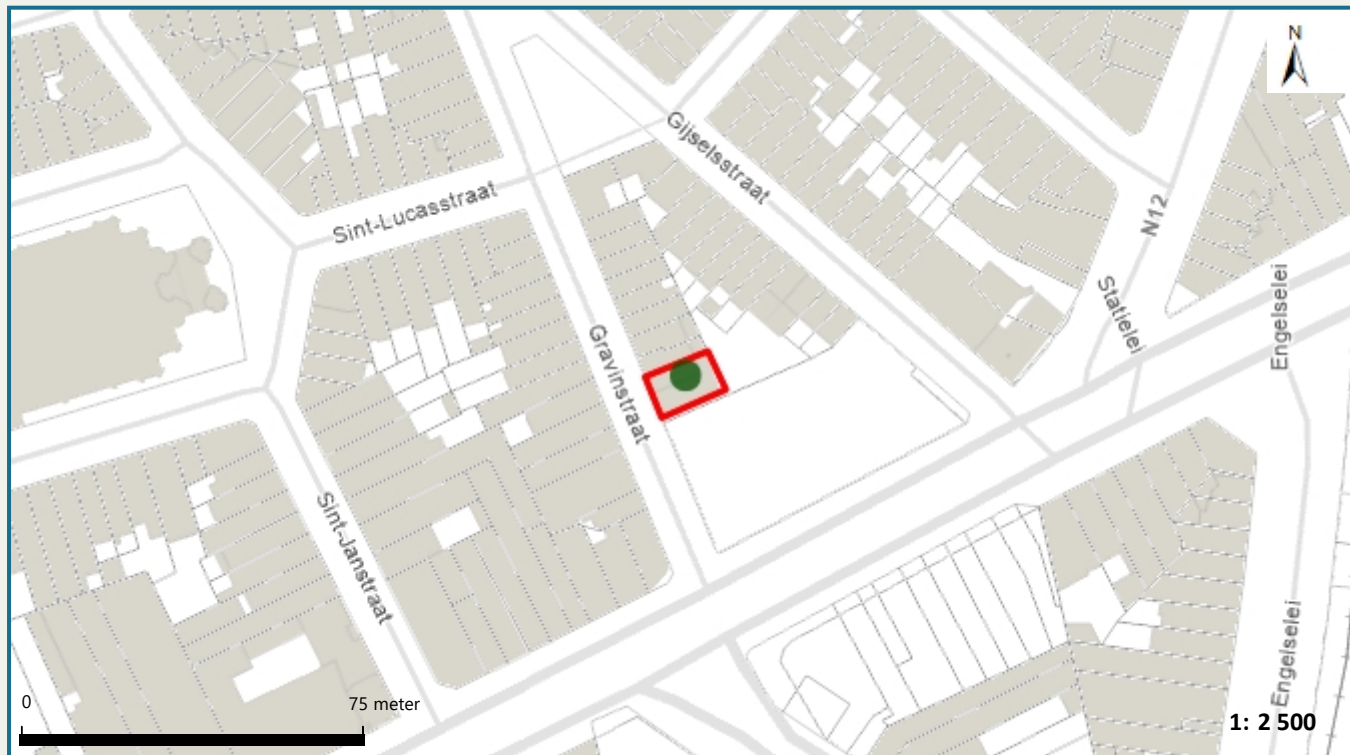 N
Gijselsstraat
Sint-Lucasstraat
N12
Statielei
Engelselei
Gravinstraat
Sint-Janstraat
Engelselei
0 75 meter
1: 2 500